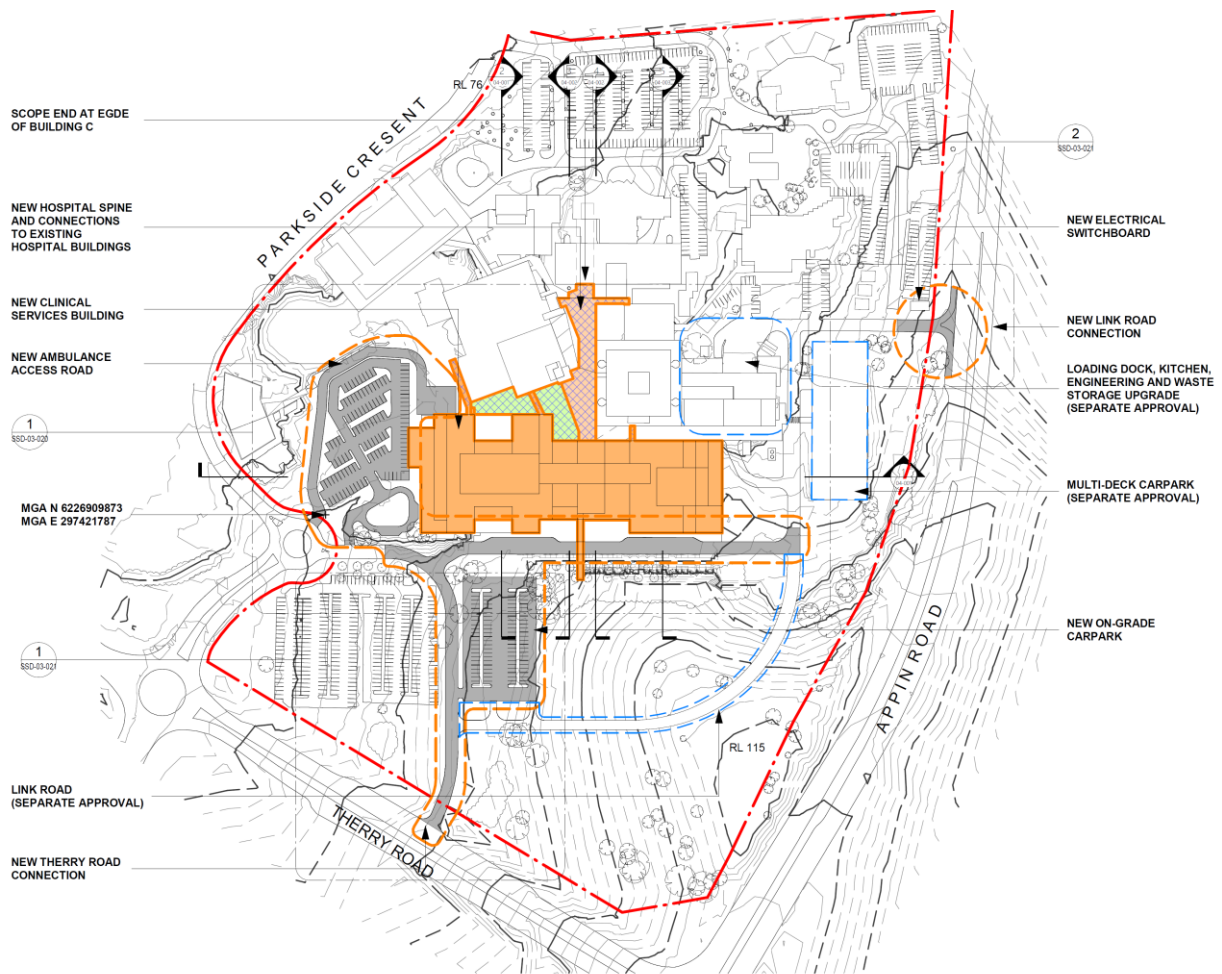 RL 76
PARKSIDE CRESENT
SCOPE END AT EGDE
OF BUILDING C
NEW HOSPITAL SPINE
AND CONNECTIONS
TO EXISTING
HOSPITAL BUILDINGS
NEW CLINICAL
SERVICES BUILDING
NEW AMBULANCE
ACCESS ROAD
1
SSD-03-020
MGA N 6226909873
MGA E 297421787
1
SSD-03-021
LINK ROAD
(SEPARATE APPROVAL)
NEW THERRY ROAD
CONNECTION
THERRY ROAD
RL 115
APPIN ROAD
2
SSD-03-021
NEW ELECTRICAL
SWITCHBOARD
NEW LINK ROAD
CONNECTION
LOADING DOCK, KITCHEN,
ENGINEERING AND WASTE
STORAGE UPGRADE
(SEPARATE APPROVAL)
MULTI-DECK CARPARK
(SEPARATE APPROVAL)
NEW ON-GRADE
CARPARK